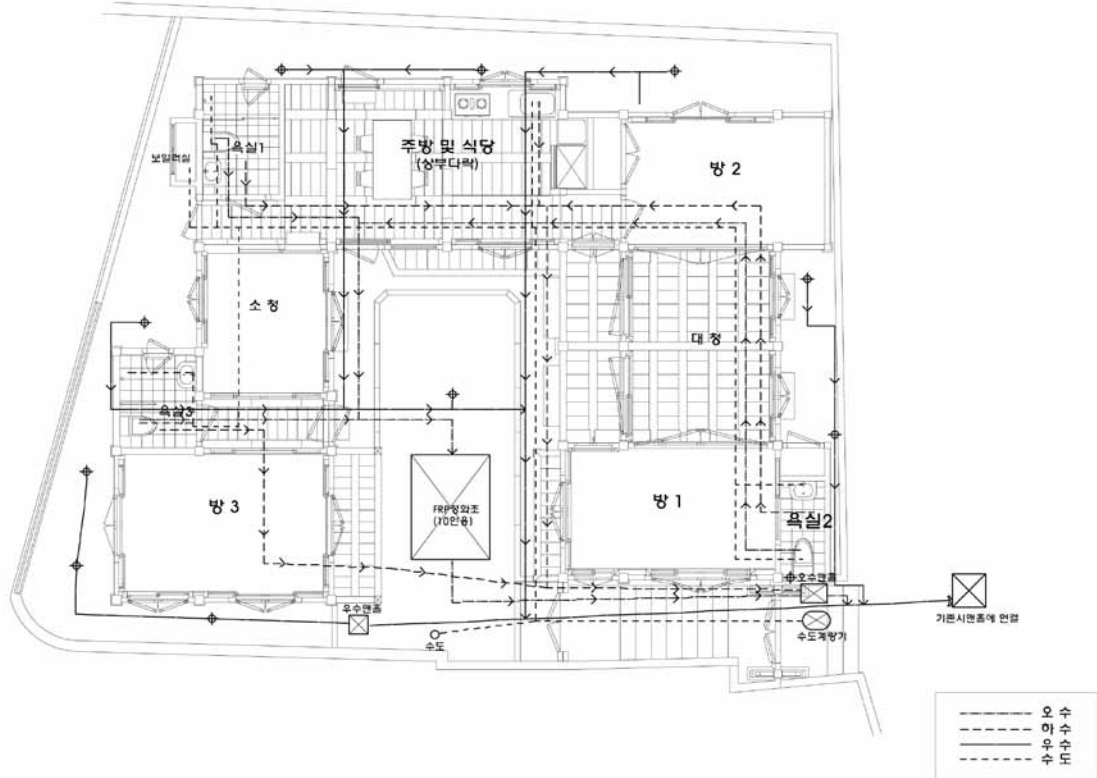 욕실1
보일러실
주방 및 식당
(상부다락)
방 2
소 청
대 청
욕실3
방 3
FRP정화조
(10인용)
방 1
욕실2
오수맨홀
우수맨홀
수도
수도계량기
기존시맨홀에 연결
오 수
하 수
우 수
수 도